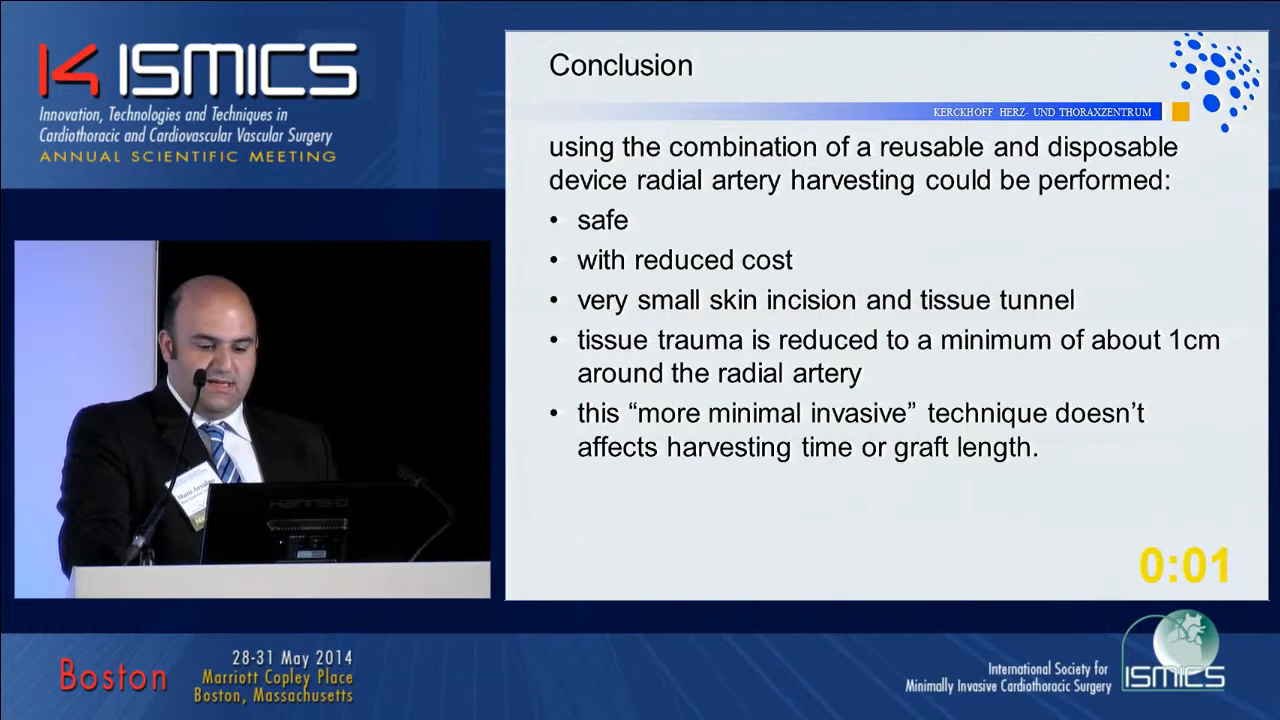 14 ISMICS
Innovation, Technologies and Techniques in
Cardiothoracic and Cardiovascular Vascular Surgery
ANNUAL SCIENTIFIC MEETING
Conclusion
KERCKHOFF HERZ- UND THORAXZENTRUM
using the combination of a reusable and disposable
device radial artery harvesting could be performed:
• safe
• with reduced cost
• very small skin incision and tissue tunnel
• tissue trauma is reduced to a minimum of about 1cm
around the radial artery
• this “more minimal invasive” technique doesn’t
affects harvesting time or graft length.
0:01
Mani Arsalan
Boston
28-31 May 2014
Marriott Copley Place
Boston, Massachusetts
International Society for
Minimally Invasive Cardiothoracic Surgery
ISMICS